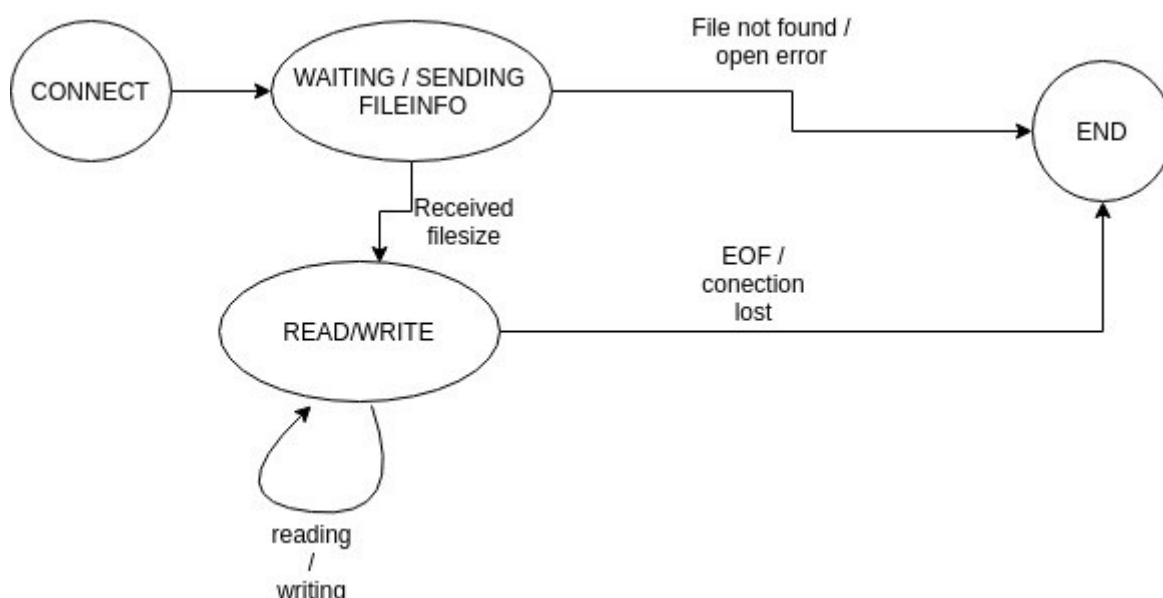 CONNECT
WAITING / SENDING
FILEINFO
File not found /
open error
END
Received
filesize
READ/WRITE
EOF /
conection
lost
reading
/
writing